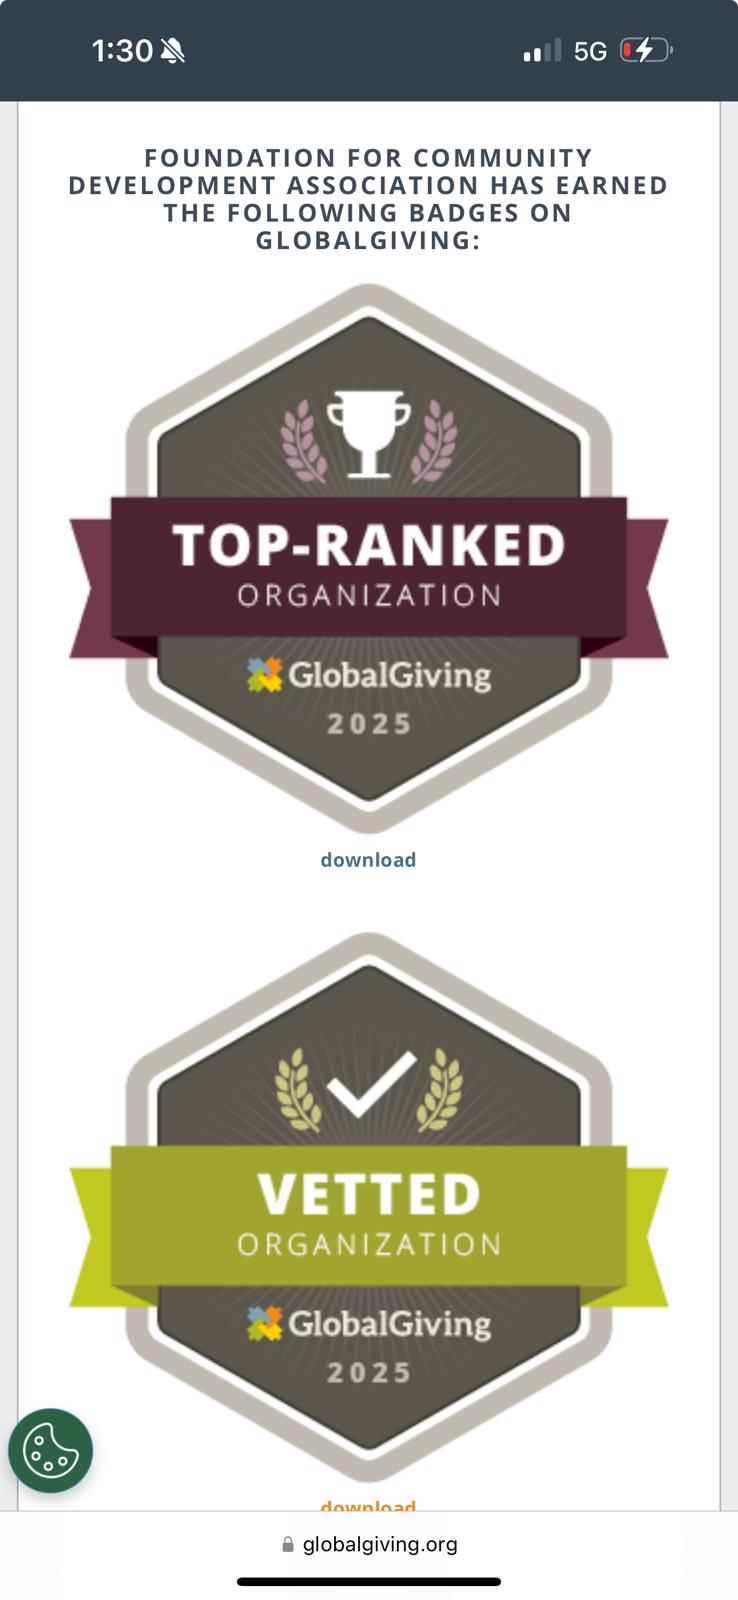 1:30
5G
FOUNDATION FOR COMMUNITY
DEVELOPMENT ASSOCIATION HAS EARNED
THE FOLLOWING BADGES ON
GLOBALGIVING:
TOP-RANKED
ORGANIZATION
GlobalGiving
2025
download
VETTED
ORGANIZATION
GlobalGiving
2025
download
globalgiving.org